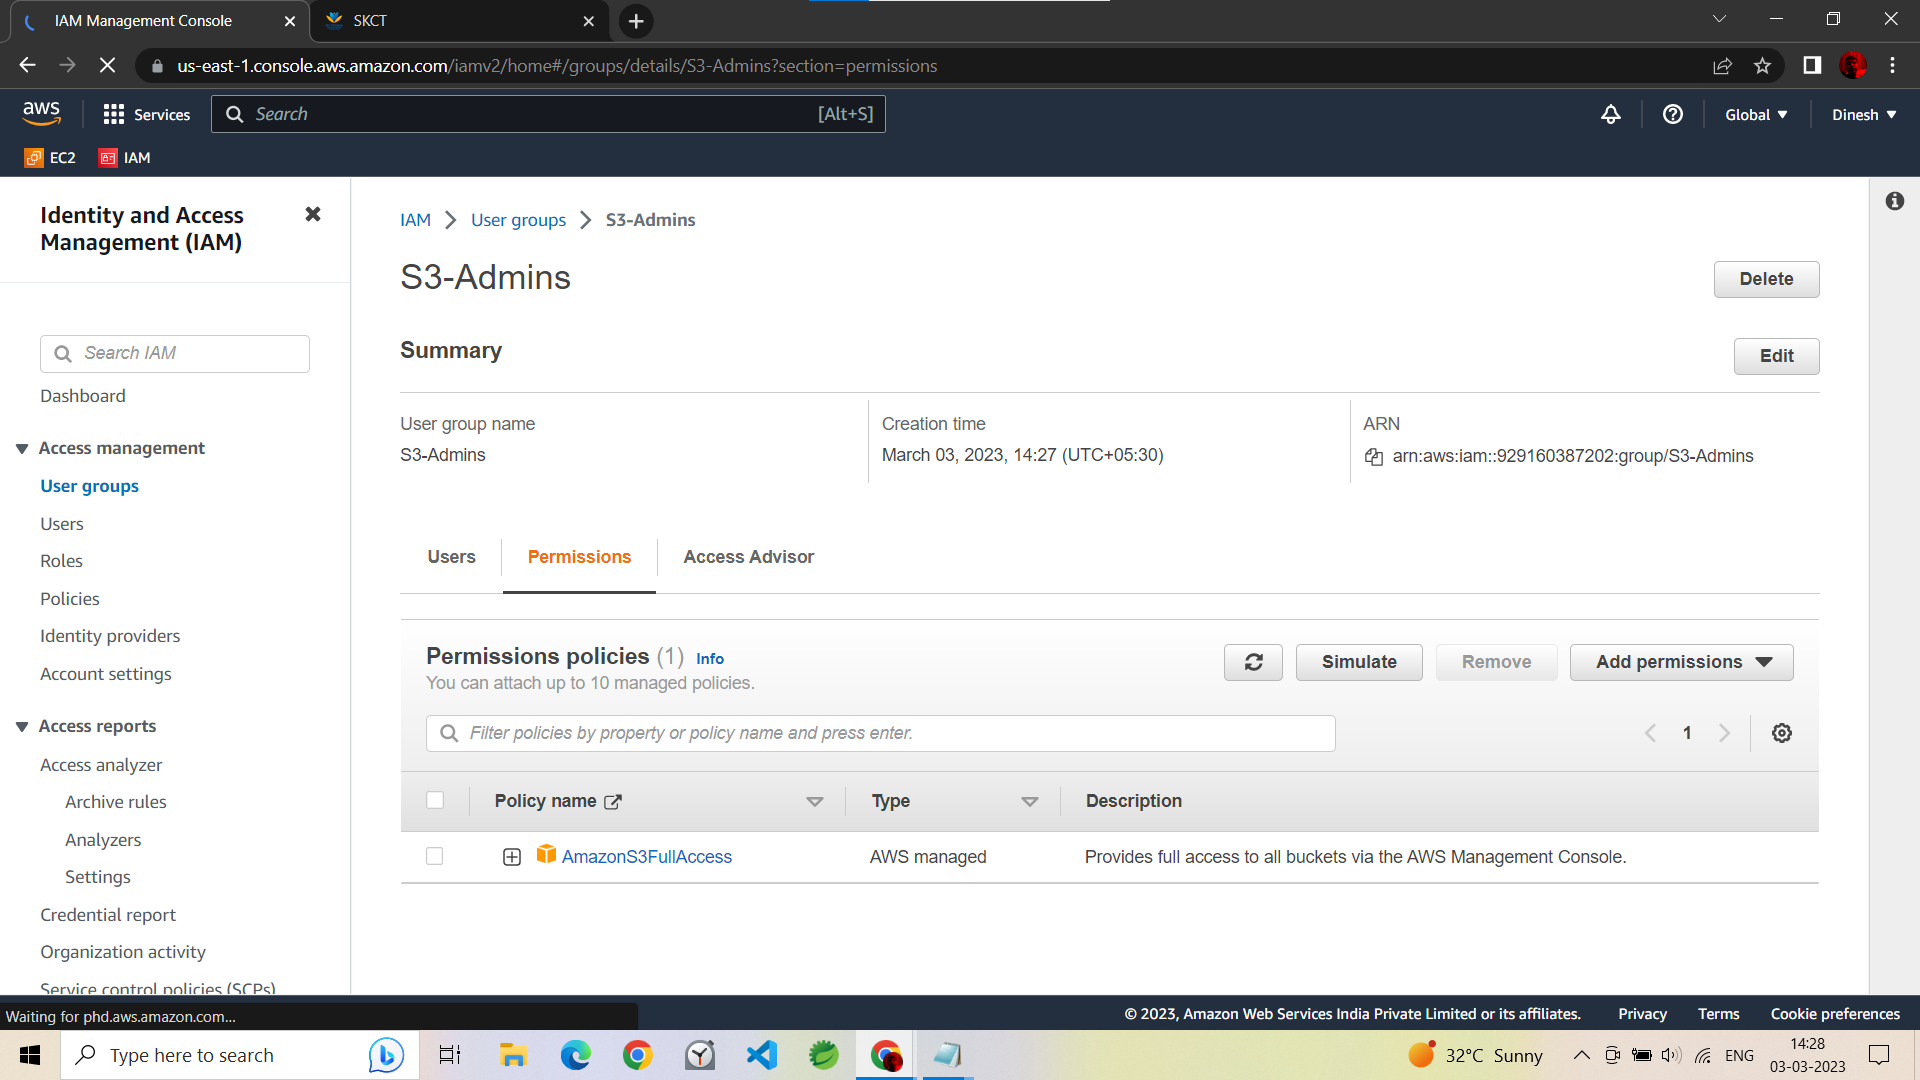 IAM Management Console
SKCT
us-east-1.console.aws.amazon.com/iamv2/home#/groups/details/S3-Admins?section=permissions
aws
Services
Search
[Alt+S]
Global
Dinesh
EC2
IAM
Identity and Access
Management (IAM)
Search IAM
Dashboard
Access management
User groups
Users
Roles
Policies
Identity providers
Account settings
Access reports
Access analyzer
Archive rules
Analyzers
Settings
Credential report
Organization activity
Service control policies (SCPs)
IAM
User groups
S3-Admins
S3-Admins
Delete
Summary
Edit
User group name
S3-Admins
Creation time
March 03, 2023, 14:27 (UTC+05:30)
ARN
arn:aws:iam::929160387202:group/S3-Admins
Users
Permissions
Access Advisor
Permissions policies (1) Info
You can attach up to 10 managed policies.
Simulate
Remove
Add permissions
Filter policies by property or policy name and press enter.
1
Policy name
Type
Description
AmazonS3FullAccess
AWS managed
Provides full access to all buckets via the AWS Management Console.
Waiting for phd.aws.amazon.com...
© 2023, Amazon Web Services India Private Limited or its affiliates.
Privacy
Terms
Cookie preferences
Type here to search
32°C Sunny
ENG
14:28
03-03-2023